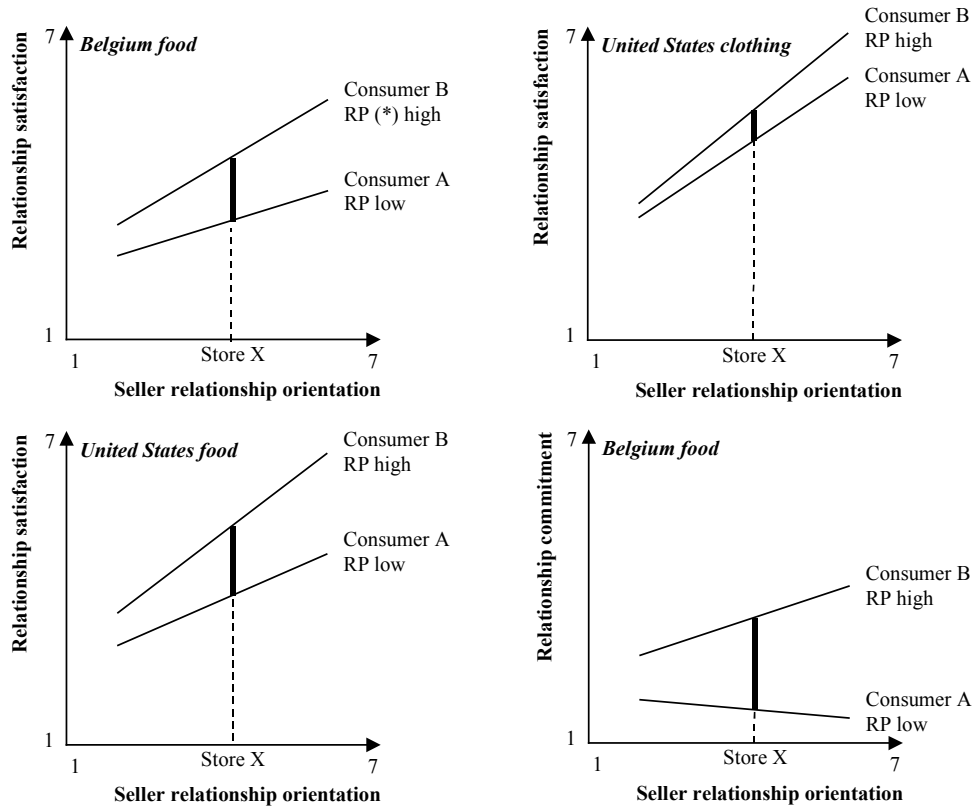 7
Belgium food
Relationship satisfaction
Consumer B
RP (*) high
Consumer A
RP low
1
1
Store X
7
Seller relationship orientation
7
United States clothing
Relationship satisfaction
Consumer B
RP high
Consumer A
RP low
1
1
Store X
7
Seller relationship orientation
7
United States food
Relationship satisfaction
Consumer B
RP high
Consumer A
RP low
1
1
Store X
7
Seller relationship orientation
7
Belgium food
Relationship commitment
Consumer B
RP high
Consumer A
RP low
1
1
Store X
7
Seller relationship orientation